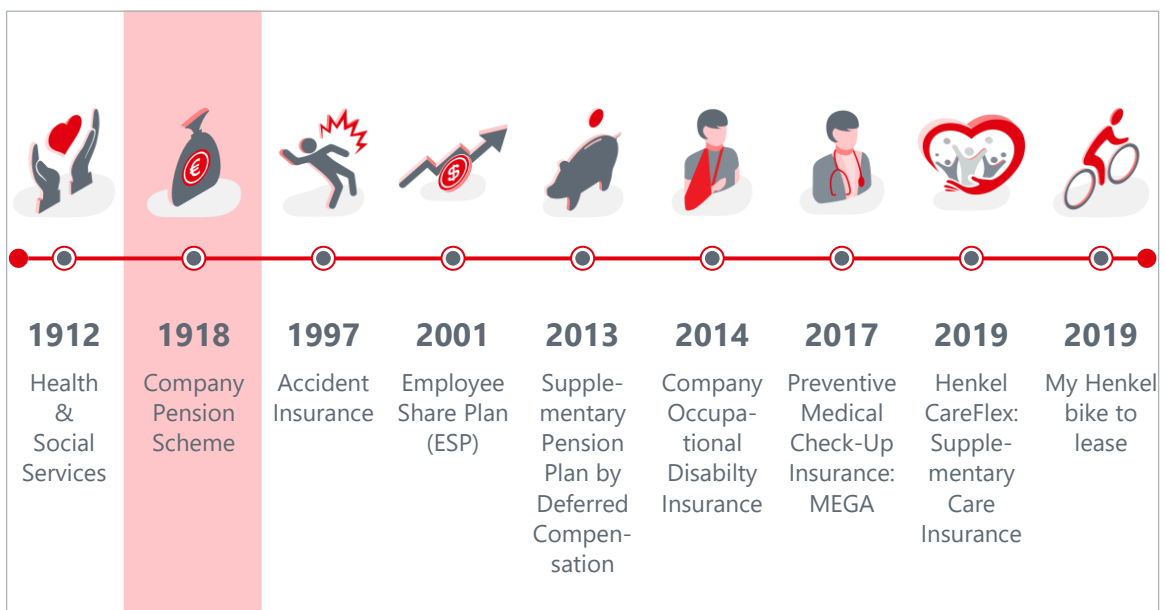 €
$
1912
Health
&
Social
Services
1918
Company
Pension
Scheme
1997
Accident
Insurance
2001
Employee
Share Plan
(ESP)
2013
Supple-
mentary
Pension
Plan by
Deferred
Compen-
sation
2014
Company
Occupa-
tional
Disabilty
Insurance
2017
Preventive
Medical
Check-Up
Insurance:
MEGA
2019
Henkel
CareFlex:
Supple-
mentary
Care
Insurance
2019
My Henkel
bike to
lease